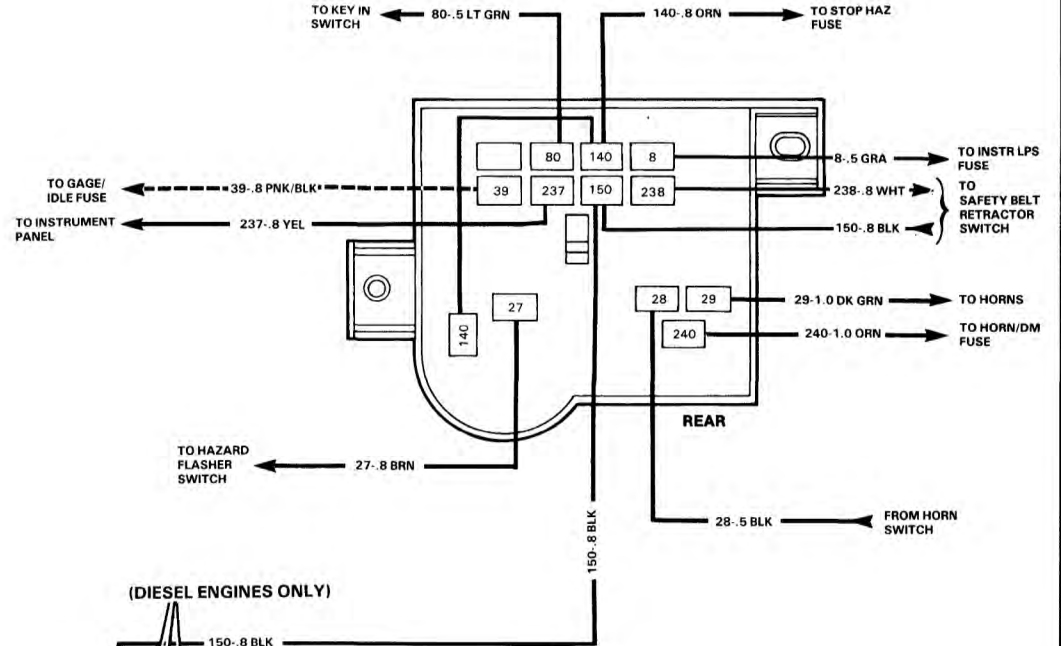 TO KEY IN
SWITCH
80-.5 LT GRN
140-.8 ORN
TO STOP HAZ
FUSE
80
140
8
8-.5 GRA
TO INSTR LPS
FUSE
TO GAGE/
IDLE FUSE
39-.8 PNK/BLK
39
237
150
238
238-.8 WHT
TO
SAFETY BELT
RETRACTOR
SWITCH
TO INSTRUMENT
PANEL
237-.8 YEL
150-.8 BLK
27
28
29
29-1.0 DK GRN
TO HORNS
140
240
240-1.0 ORN
TO HORN/DM
FUSE
REAR
TO HAZARD
FLASHER
SWITCH
27-.8 BRN
150-.8 BLK
28-.5 BLK
FROM HORN
SWITCH
(DIESEL ENGINES ONLY)
150-.8 BLK